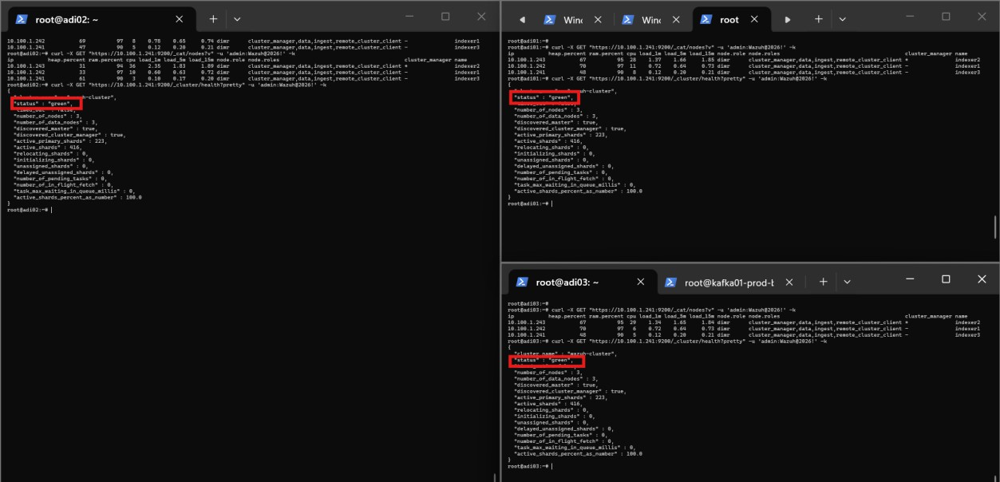 root@adi02: ~
10.100.1.242 69 97 8 0.78 0.65 0.74 dimr cluster_manager,data,ingest,remote_cluster_client - indexer1
10.100.1.241 47 90 5 0.12 0.20 0.21 dimr cluster_manager,data,ingest,remote_cluster_client - indexer3
root@adi02:~# curl -X GET "https://10.100.1.241:9200/_cat/nodes?v" -u 'admin:Wazuh@2026!' -k
ip heap.percent ram.percent cpu load_1m load_5m load_15m node.role node.roles cluster_manager name
10.100.1.243 31 94 36 2.35 1.83 1.89 dimr cluster_manager,data,ingest,remote_cluster_client * indexer2
10.100.1.242 33 97 10 0.60 0.63 0.72 dimr cluster_manager,data,ingest,remote_cluster_client - indexer1
10.100.1.241 61 90 3 0.10 0.17 0.20 dimr cluster_manager,data,ingest,remote_cluster_client - indexer3
root@adi02:~# curl -X GET "https://10.100.1.241:9200/_cluster/health?pretty" -u 'admin:Wazuh@2026!' -k
{
"status" : "green",
"number_of_nodes" : 3,
"number_of_data_nodes" : 3,
"discovered_master" : true,
"discovered_cluster_manager" : true,
"active_primary_shards" : 223,
"active_shards" : 416,
"relocating_shards" : 0,
"initializing_shards" : 0,
"unassigned_shards" : 0,
"delayed_unassigned_shards" : 0,
"number_of_pending_tasks" : 0,
"number_of_in_flight_fetch" : 0,
"task_max_waiting_in_queue_millis" : 0,
"active_shards_percent_as_number" : 100.0
}
root@adi02:~#
Wind Wind root
root@adi01:~#
root@adi01:~# curl -X GET "https://10.100.1.241:9200/_cat/nodes?v" -u 'admin:Wazuh@2026!' -k
ip heap.percent ram.percent cpu load_1m load_5m load_15m node.role node.roles cluster_manager name
10.100.1.243 67 95 28 1.37 1.66 1.85 dimr cluster_manager,data,ingest,remote_cluster_client * indexer2
10.100.1.242 70 97 11 0.72 0.64 0.73 dimr cluster_manager,data,ingest,remote_cluster_client - indexer1
10.100.1.241 48 90 8 0.12 0.20 0.21 dimr cluster_manager,data,ingest,remote_cluster_client - indexer3
root@adi01:~# curl -X GET "https://10.100.1.241:9200/_cluster/health?pretty" -u 'admin:Wazuh@2026!' -k
{
"status" : "green",
"number_of_nodes" : 3,
"number_of_data_nodes" : 3,
"discovered_master" : true,
"discovered_cluster_manager" : true,
"active_primary_shards" : 223,
"active_shards" : 416,
"relocating_shards" : 0,
"initializing_shards" : 0,
"unassigned_shards" : 0,
"delayed_unassigned_shards" : 0,
"number_of_pending_tasks" : 0,
"number_of_in_flight_fetch" : 0,
"task_max_waiting_in_queue_millis" : 0,
"active_shards_percent_as_number" : 100.0
}
root@adi01:~#
root@adi03: ~ root@kafka01-prod-b
root@adi03:~#
root@adi03:~# curl -X GET "https://10.100.1.241:9200/_cat/nodes?v" -u 'admin:Wazuh@2026!' -k
ip heap.percent ram.percent cpu load_1m load_5m load_15m node.role node.roles cluster_manager name
10.100.1.243 67 95 29 1.34 1.65 1.84 dimr cluster_manager,data,ingest,remote_cluster_client * indexer2
10.100.1.242 70 97 6 0.72 0.64 0.73 dimr cluster_manager,data,ingest,remote_cluster_client - indexer1
10.100.1.241 48 90 5 0.12 0.20 0.21 dimr cluster_manager,data,ingest,remote_cluster_client - indexer3
root@adi03:~# curl -X GET "https://10.100.1.241:9200/_cluster/health?pretty" -u 'admin:Wazuh@2026!' -k
{
"cluster_name" : "wazuh-cluster",
"status" : "green",
"number_of_nodes" : 3,
"number_of_data_nodes" : 3,
"discovered_master" : true,
"discovered_cluster_manager" : true,
"active_primary_shards" : 223,
"active_shards" : 416,
"relocating_shards" : 0,
"initializing_shards" : 0,
"unassigned_shards" : 0,
"delayed_unassigned_shards" : 0,
"number_of_pending_tasks" : 0,
"number_of_in_flight_fetch" : 0,
"task_max_waiting_in_queue_millis" : 0,
"active_shards_percent_as_number" : 100.0
}
root@adi03:~#